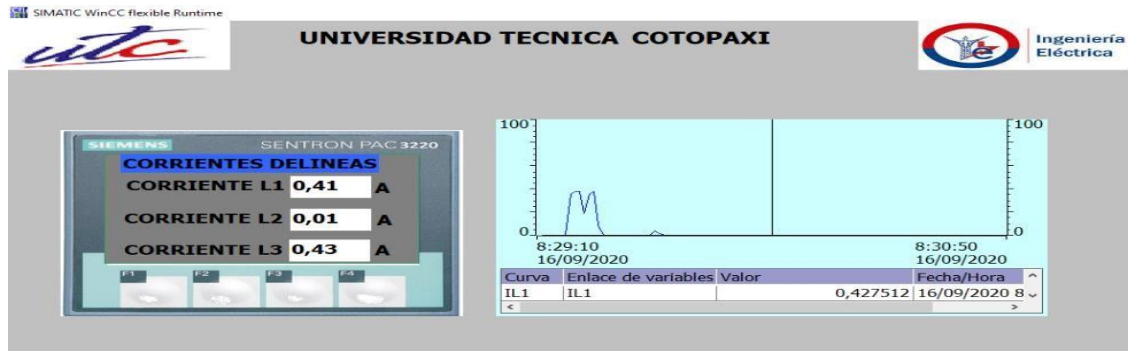 SIMATIC WinCC flexible Runtime
utc
UNIVERSIDAD TECNICA COTOPAXI
Ingeniería
Eléctrica
SIEMENS
SENTRON PAC3220
CORRIENTES DELINEAS
CORRIENTE L1 0,41 A
CORRIENTE L2 0,01 A
CORRIENTE L3 0,43 A
F1 F2 F3 F4
100 100
0 0
8:29:10 8:30:50
16/09/2020 16/09/2020
Curva Enlace de variables Valor Fecha/Hora
IL1 IL1 0,427512 16/09/2020 8